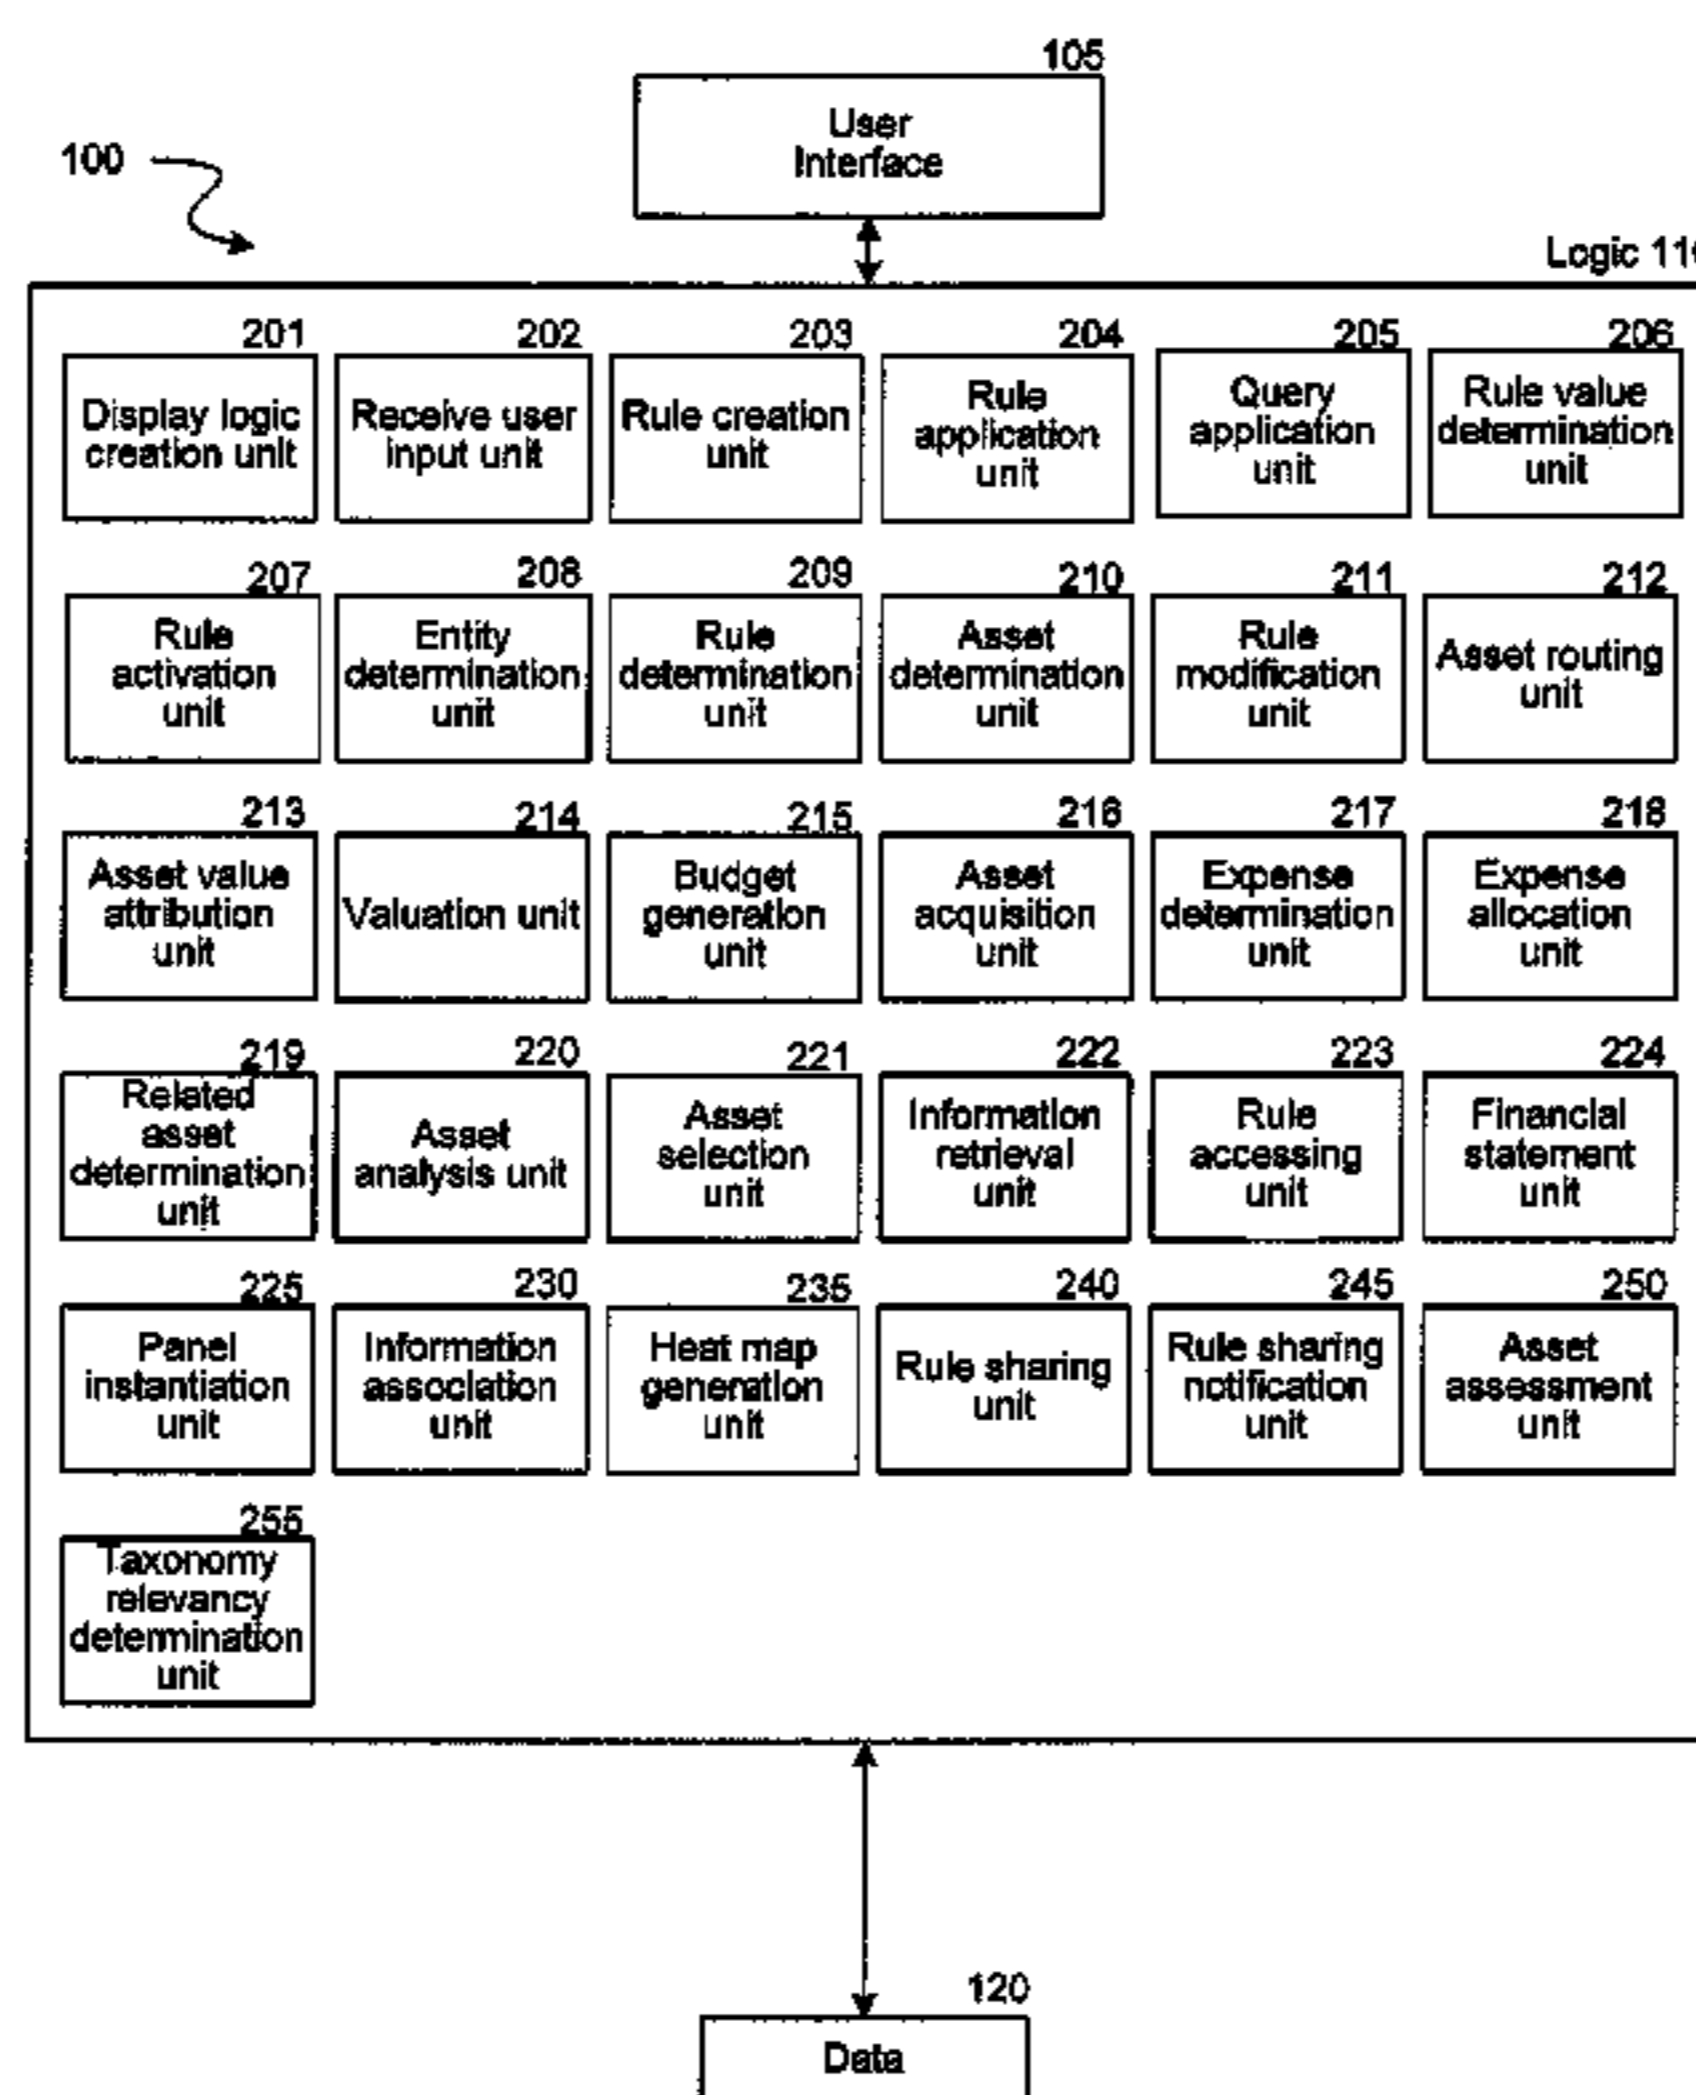 105
User
Interface
100
Logic 110
201 202 203 204 205 206
Display logic
creation unit
Receive user
input unit
Rule creation
unit
Rule
application
unit
Query
application
unit
Rule value
determination
unit
207 208 209 210 211 212
Rule
activation
unit
Entity
determination
unit
Rule
determination
unit
Asset
determination
unit
Rule
modification
unit
Asset routing
unit
213 214 215 216 217 218
Asset value
attribution
unit
Valuation unit
Budget
generation
unit
Asset
acquisition
unit
Expense
determination
unit
Expense
allocation
unit
219 220 221 222 223 224
Related
asset
determination
unit
Asset
analysis unit
Asset
selection
unit
Information
retrieval
unit
Rule
accessing
unit
Financial
statement
unit
225 230 235 240 245 250
Panel
instantiation
unit
Information
association
unit
Heat map
generation
unit
Rule sharing
unit
Rule sharing
notification
unit
Asset
assessment
unit
255
Taxonomy
relevancy
determination
unit
120
Data